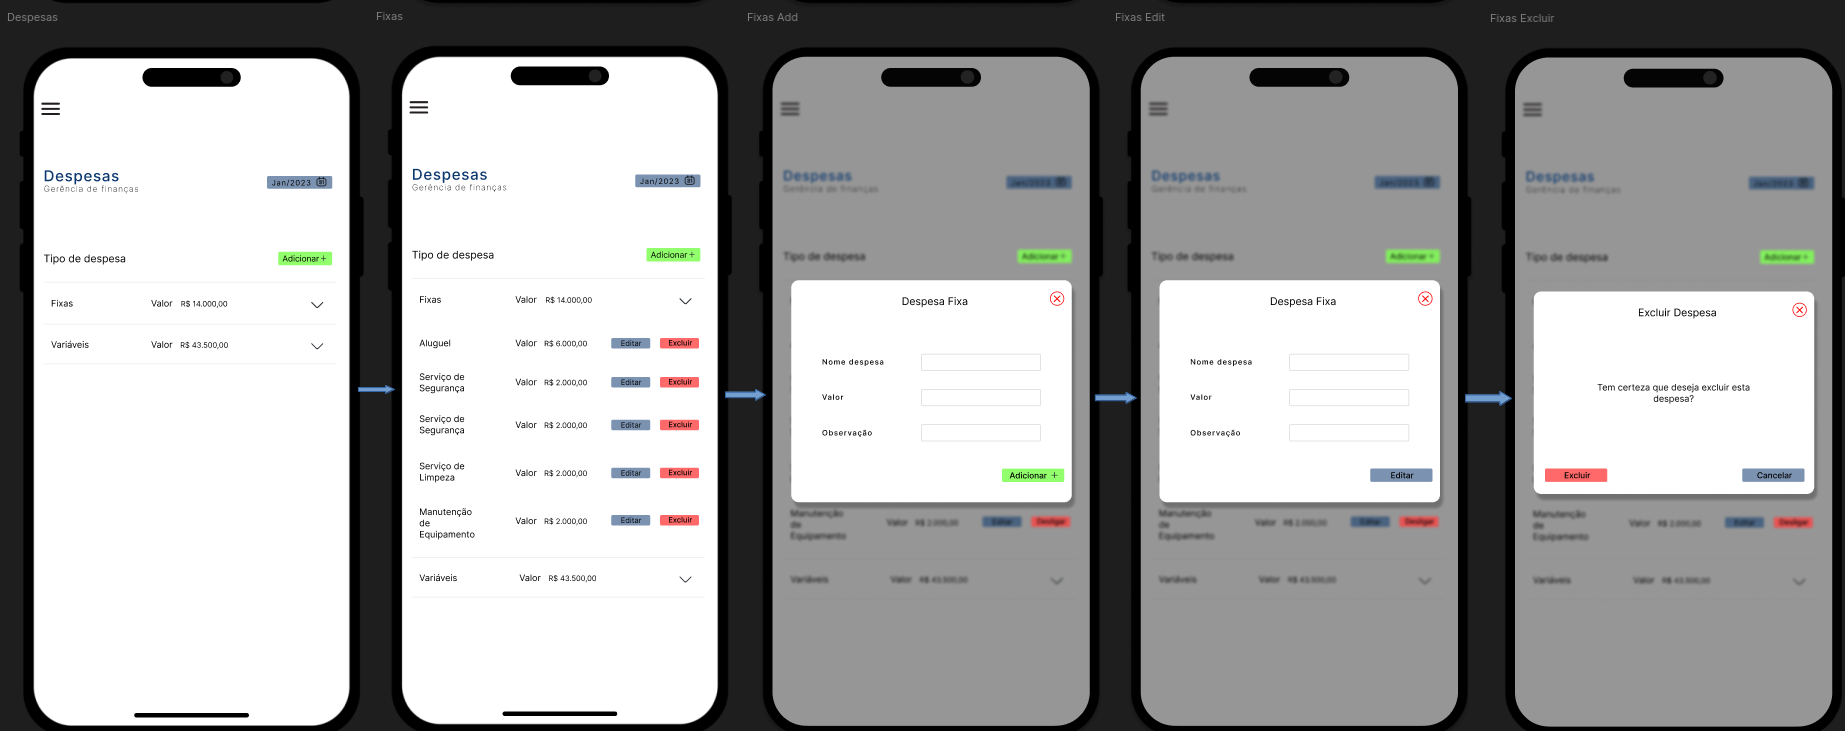 Despesas
Fixas
Fixas Add
Fixas Edit
Fixas Excluir
Despesas
Gerência de finanças
Jan/2023
Tipo de despesa
Adicionar+
Fixas Valor R$ 14.000,00
Variáveis Valor R$ 43.500,00
Despesas
Gerência de finanças
Jan/2023
Tipo de despesa
Adicionar+
Fixas Valor R$ 14.000,00
Aluguel Valor R$ 6.000,00 Editar Excluir
Serviço de
Segurança
Valor R$ 2.000,00 Editar Excluir
Serviço de
Segurança
Valor R$ 2.000,00 Editar Excluir
Serviço de
Limpeza
Valor R$ 2.000,00 Editar Excluir
Manutenção
de
Equipamento
Valor R$ 2.000,00 Editar Excluir
Variáveis Valor R$ 43.500,00
Despesas
Gerência de finanças
Jan/2023
Tipo de despesa
Adicionar+
Despesa Fixa
Nome despesa
Valor
Observação
Adicionar +
Manutenção
de
Equipamento
Valor R$ 2.000,00 Editar Desligar
Variáveis Valor R$ 43.500,00
Despesas
Gerência de finanças
Jan/2023
Tipo de despesa
Adicionar+
Despesa Fixa
Nome despesa
Valor
Observação
Editar
Manutenção
de
Equipamento
Valor R$ 2.000,00 Editar Desligar
Variáveis Valor R$ 43.500,00
Despesas
Gerência de finanças
Jan/2023
Tipo de despesa
Adicionar+
Excluir Despesa
Tem certeza que deseja excluir esta
despesa?
Excluir
Cancelar
Manutenção
de
Equipamento
Valor R$ 2.000,00 Editar Desligar
Variáveis Valor R$ 43.500,00